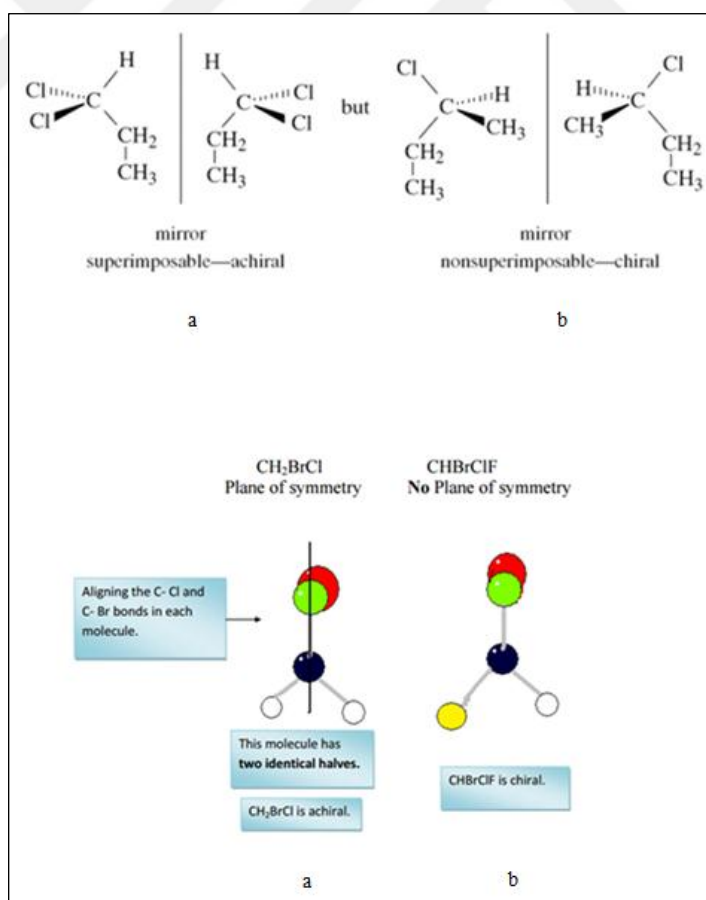 H H Cl Cl
Cl C C Cl but C H H C
Cl Cl CH3 CH3
CH2 CH2 CH2 CH2
CH3 CH3 CH3 CH3
mirror mirror
superimposable—achiral nonsuperimposable—chiral
a b
CH2BrCl CHBrClF
Plane of symmetry No Plane of symmetry
Aligning the C- Cl and
C- Br bonds in each
molecule.
This molecule has
two identical halves.
CH2BrCl is achiral.
CHBrClF is chiral.
a b